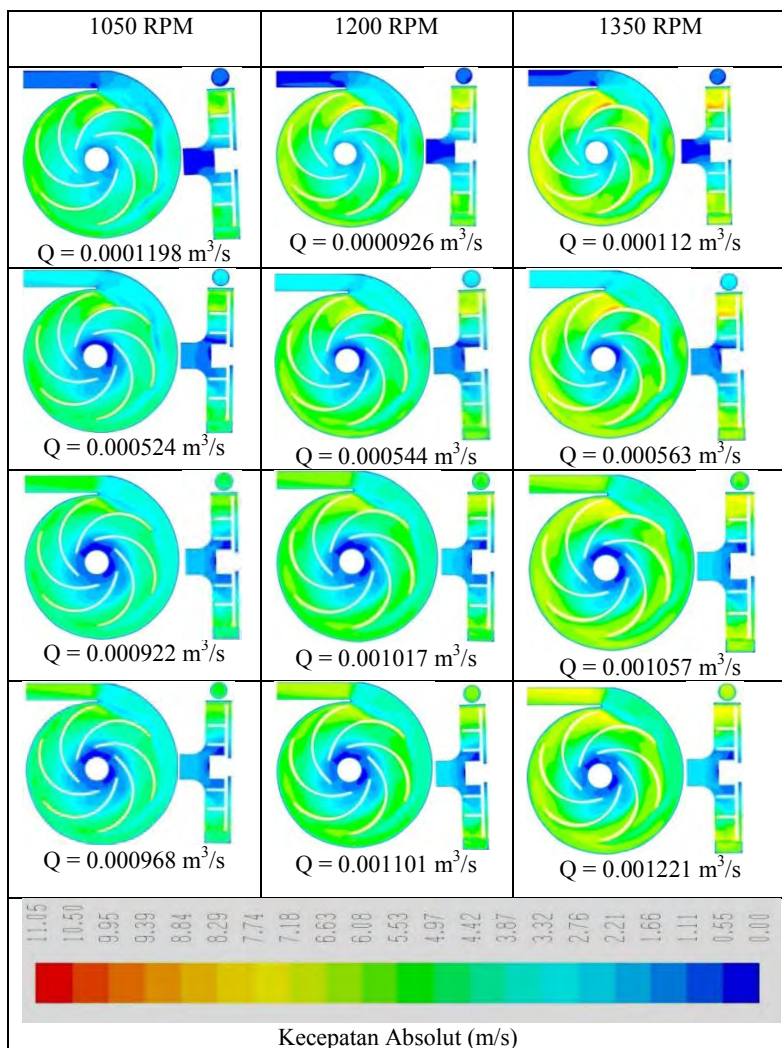 1050 RPM 1200 RPM 1350 RPM
Q = 0.0001198 m³/s Q = 0.0000926 m³/s Q = 0.000112 m³/s
Q = 0.000524 m³/s Q = 0.000544 m³/s Q = 0.000563 m³/s
Q = 0.000922 m³/s Q = 0.001017 m³/s Q = 0.001057 m³/s
Q = 0.000968 m³/s Q = 0.001101 m³/s Q = 0.001221 m³/s
11.05 10.50 9.95 9.39 8.84 8.29 7.74 7.18 6.63 6.08 5.53 4.97 4.42 3.87 3.32 2.76 2.21 1.66 1.11 0.55 0.00
Kecepatan Absolut (m/s)